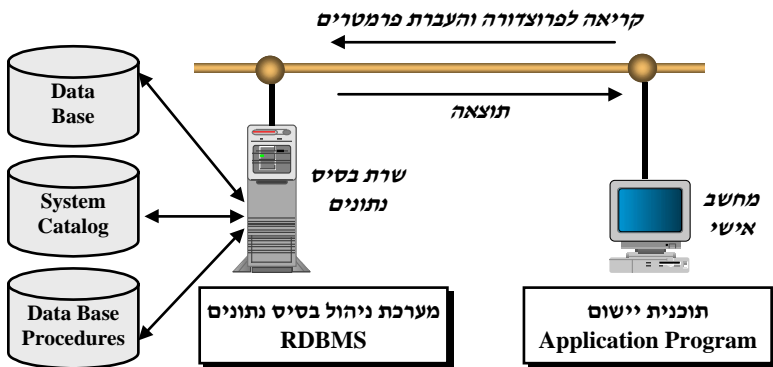 קריאה לפרוצדורה והעברת פרמטרים
תוצאה
Data
Base
System
Catalog
Data Base
Procedures
שרת בסיס
נתונים
מחשב
אישי
מערכת ניהול בסיס נתונים
RDBMS
תוכנית יישום
Application Program